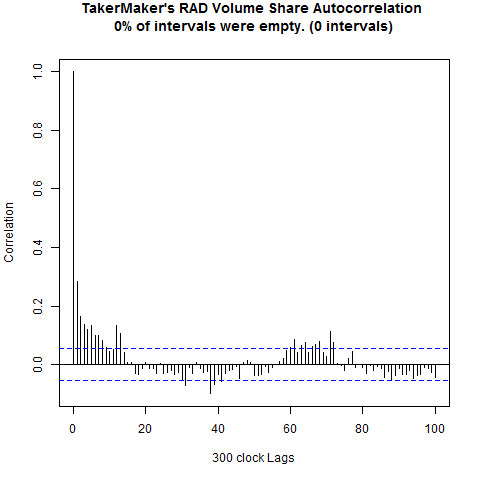 TakerMaker's RAD Volume Share Autocorrelation
0% of intervals were empty. (0 intervals)
Correlation
1.0
0.8
0.6
0.4
0.2
0.0
0 20 40 60 80 100
300 clock Lags